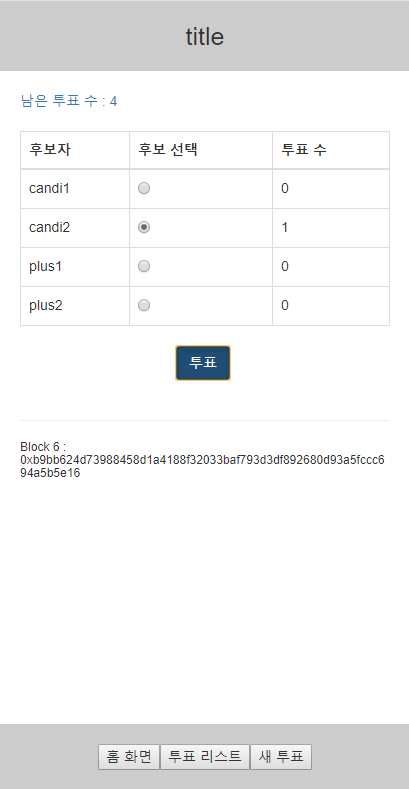 title
남은 투표 수 : 4
후보자 후보 선택 투표 수
candi1 0
candi2 1
plus1 0
plus2 0
투표
Block 6 :
0xb9bb624d73988458d1a4188f32033baf793d3df892680d93a5fccc6
94a5b5e16
홈 화면 투표 리스트 새 투표